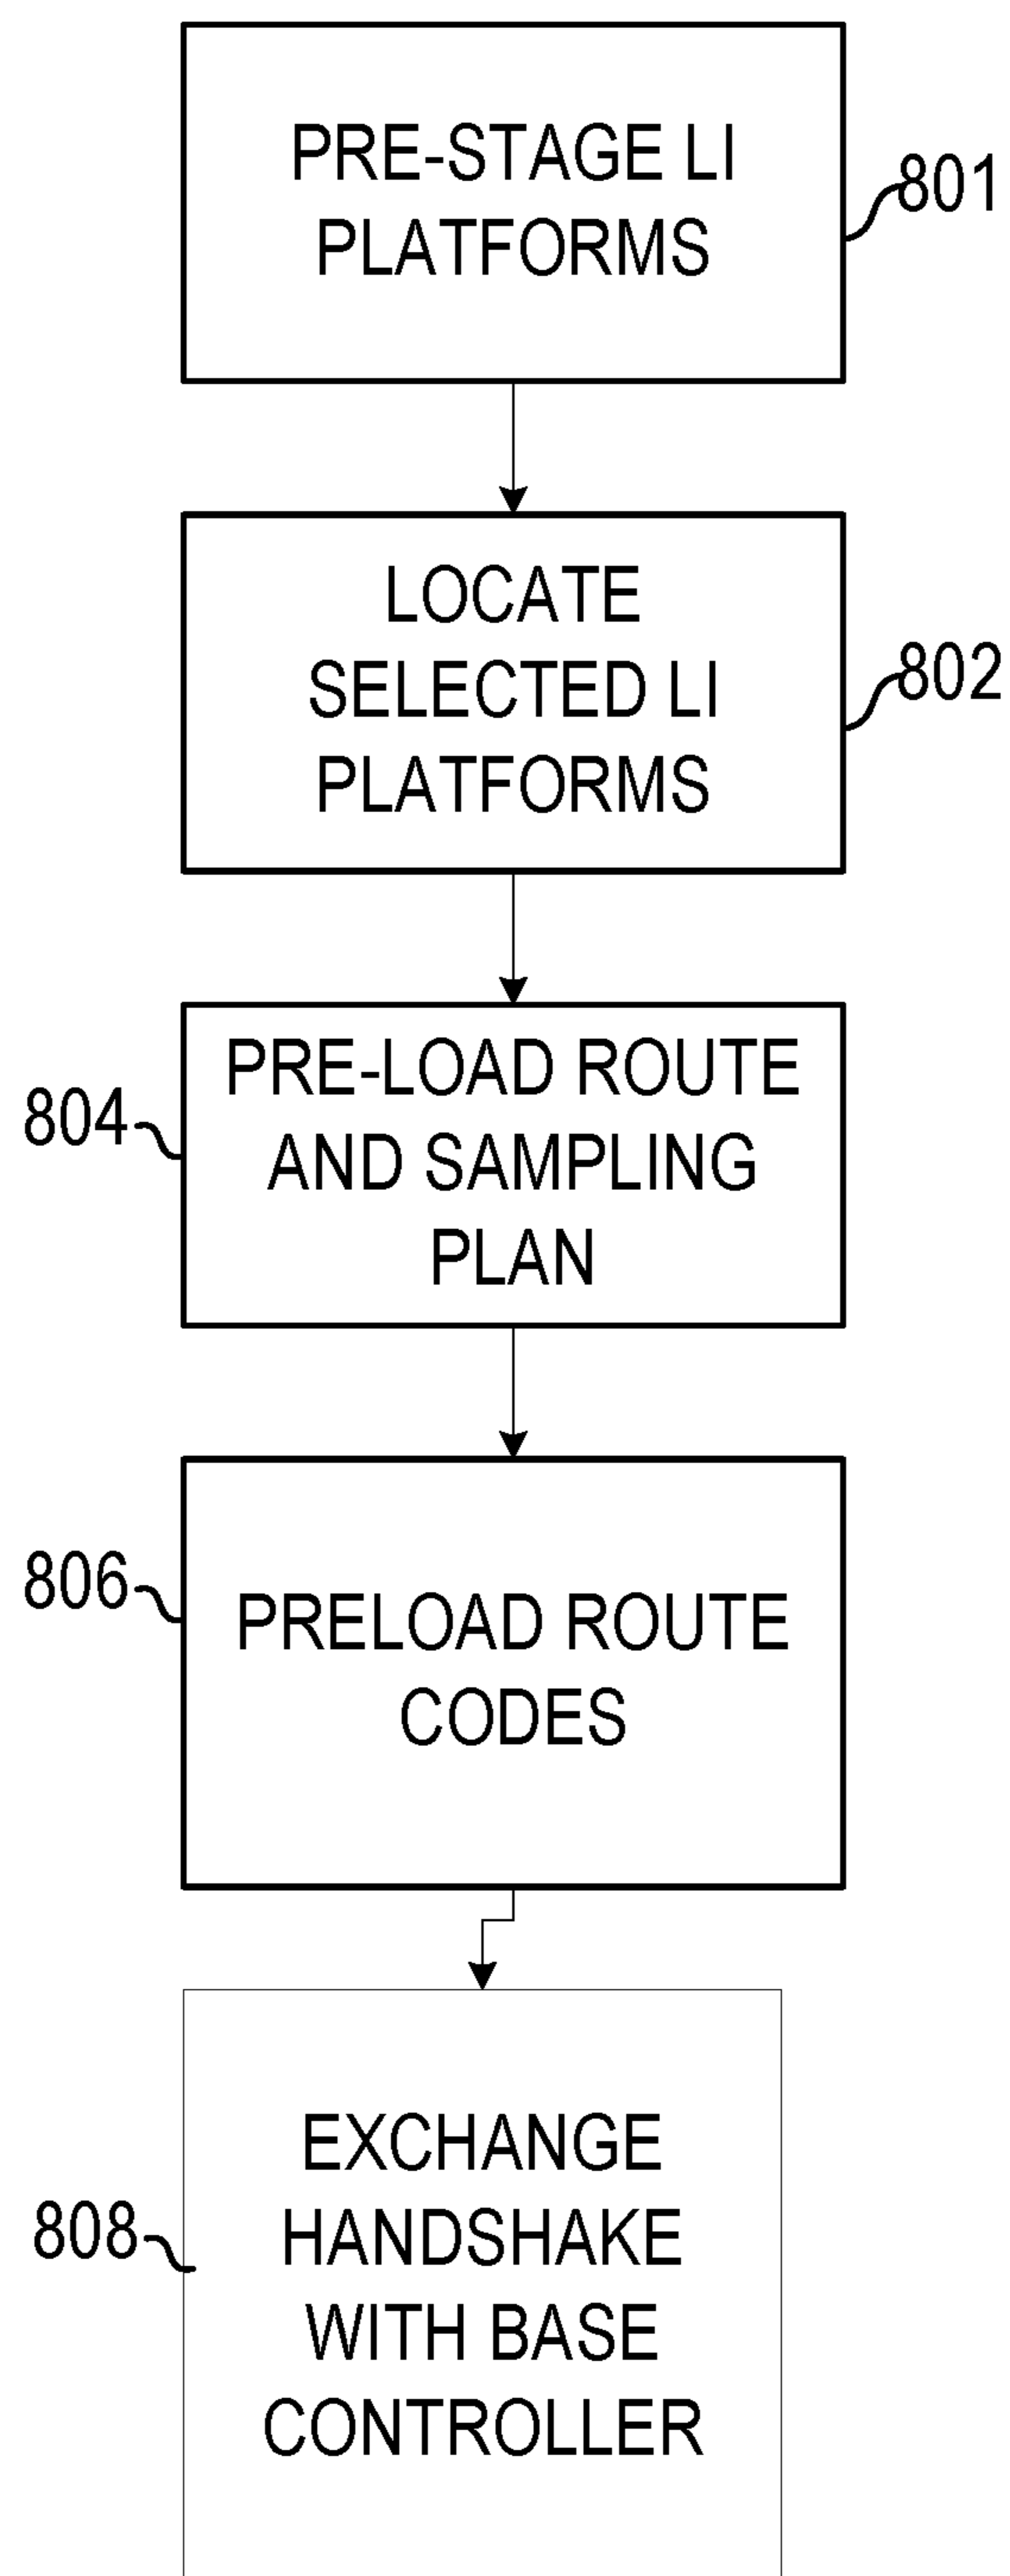 PRE-STAGE LI
PLATFORMS
801
LOCATE
SELECTED LI
PLATFORMS
802
PRE-LOAD ROUTE
AND SAMPLING
PLAN
804
PRELOAD ROUTE
CODES
806
EXCHANGE
HANDSHAKE
WITH BASE
CONTROLLER
808